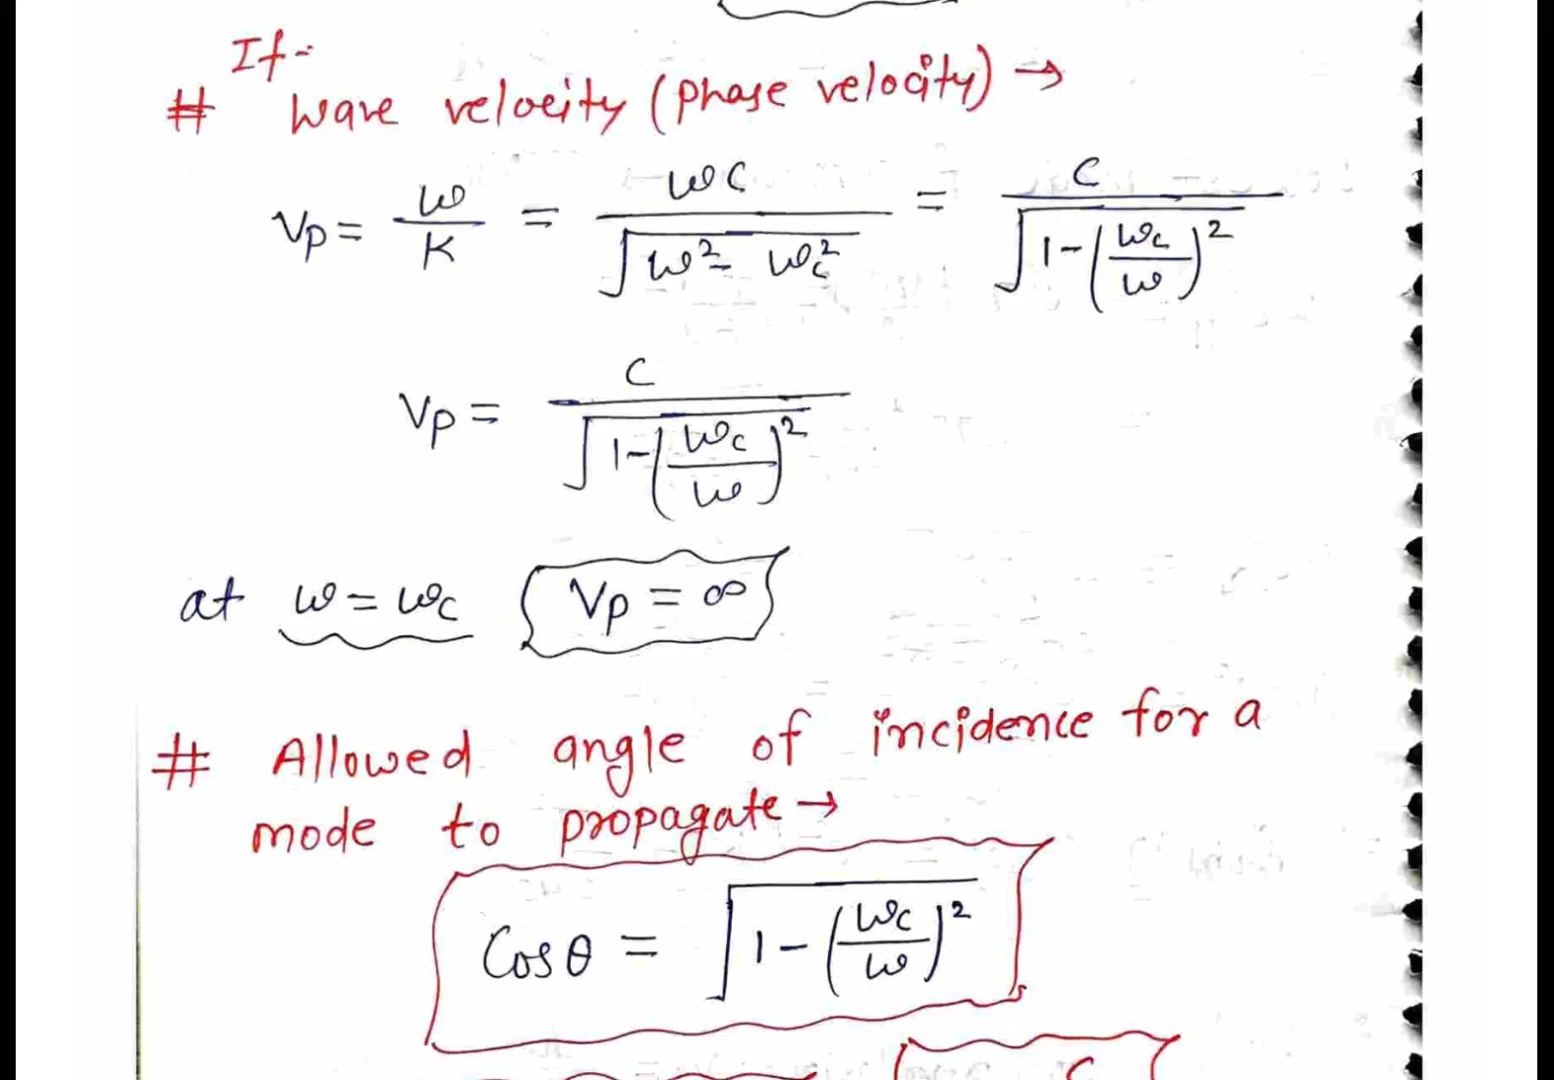 If-
# Wave velocity (Phase velocity) →
Vp = ω/K = ωc/√(ω² - ωc²) = c/√(1-(ωc/ω)²)
Vp = c/√(1-(ωc/ω)²)
at ω = ωc Vp = ∞
# Allowed angle of incidence for a
mode to propagate →
Cosθ = √(1-(ωc/ω)²)
c